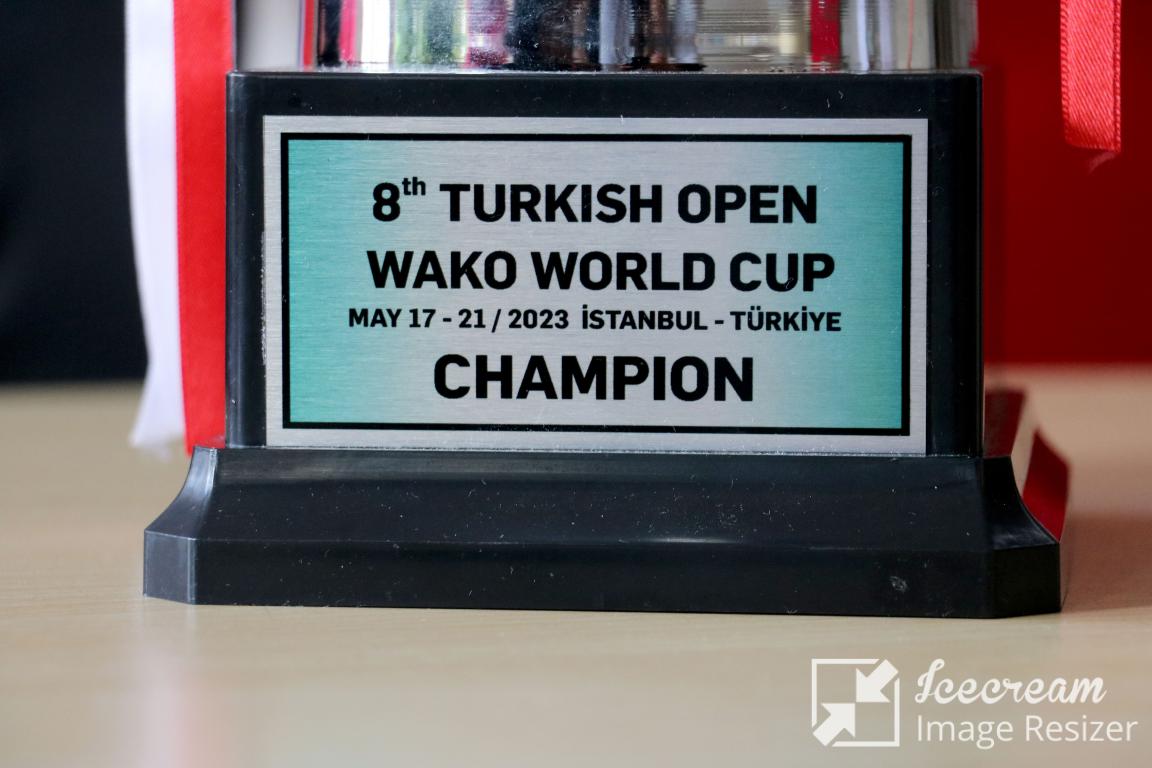 8th TURKISH OPEN
WAKO WORLD CUP
MAY 17 - 21 / 2023 İSTANBUL - TÜRKİYE
CHAMPION
Icecream
Image Resizer